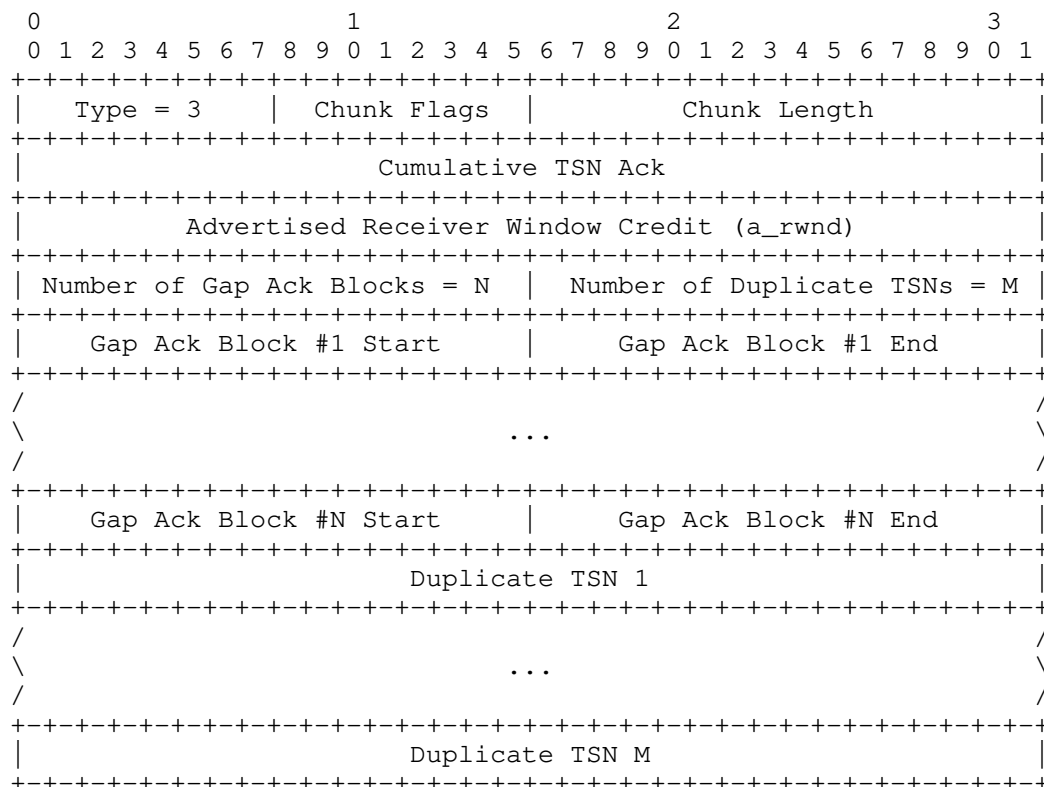 0                   1                   2                   3
0 1 2 3 4 5 6 7 8 9 0 1 2 3 4 5 6 7 8 9 0 1 2 3 4 5 6 7 8 9 0 1
+-+-+-+-+-+-+-+-+-+-+-+-+-+-+-+-+-+-+-+-+-+-+-+-+-+-+-+-+-+-+-+-+
|   Type = 3    |  Chunk Flags  |         Chunk Length          |
+-+-+-+-+-+-+-+-+-+-+-+-+-+-+-+-+-+-+-+-+-+-+-+-+-+-+-+-+-+-+-+-+
|                      Cumulative TSN Ack                       |
+-+-+-+-+-+-+-+-+-+-+-+-+-+-+-+-+-+-+-+-+-+-+-+-+-+-+-+-+-+-+-+-+
|          Advertised Receiver Window Credit (a_rwnd)           |
+-+-+-+-+-+-+-+-+-+-+-+-+-+-+-+-+-+-+-+-+-+-+-+-+-+-+-+-+-+-+-+-+
| Number of Gap Ack Blocks = N  |  Number of Duplicate TSNs = M |
+-+-+-+-+-+-+-+-+-+-+-+-+-+-+-+-+-+-+-+-+-+-+-+-+-+-+-+-+-+-+-+-+
|    Gap Ack Block #1 Start     |     Gap Ack Block #1 End      |
+-+-+-+-+-+-+-+-+-+-+-+-+-+-+-+-+-+-+-+-+-+-+-+-+-+-+-+-+-+-+-+-+
/                                                               /
\                              ...                              \
/                                                               /
+-+-+-+-+-+-+-+-+-+-+-+-+-+-+-+-+-+-+-+-+-+-+-+-+-+-+-+-+-+-+-+-+
|    Gap Ack Block #N Start     |     Gap Ack Block #N End      |
+-+-+-+-+-+-+-+-+-+-+-+-+-+-+-+-+-+-+-+-+-+-+-+-+-+-+-+-+-+-+-+-+
|                        Duplicate TSN 1                        |
+-+-+-+-+-+-+-+-+-+-+-+-+-+-+-+-+-+-+-+-+-+-+-+-+-+-+-+-+-+-+-+-+
/                                                               /
\                              ...                              \
/                                                               /
+-+-+-+-+-+-+-+-+-+-+-+-+-+-+-+-+-+-+-+-+-+-+-+-+-+-+-+-+-+-+-+-+
|                        Duplicate TSN M                        |
+-+-+-+-+-+-+-+-+-+-+-+-+-+-+-+-+-+-+-+-+-+-+-+-+-+-+-+-+-+-+-+-+